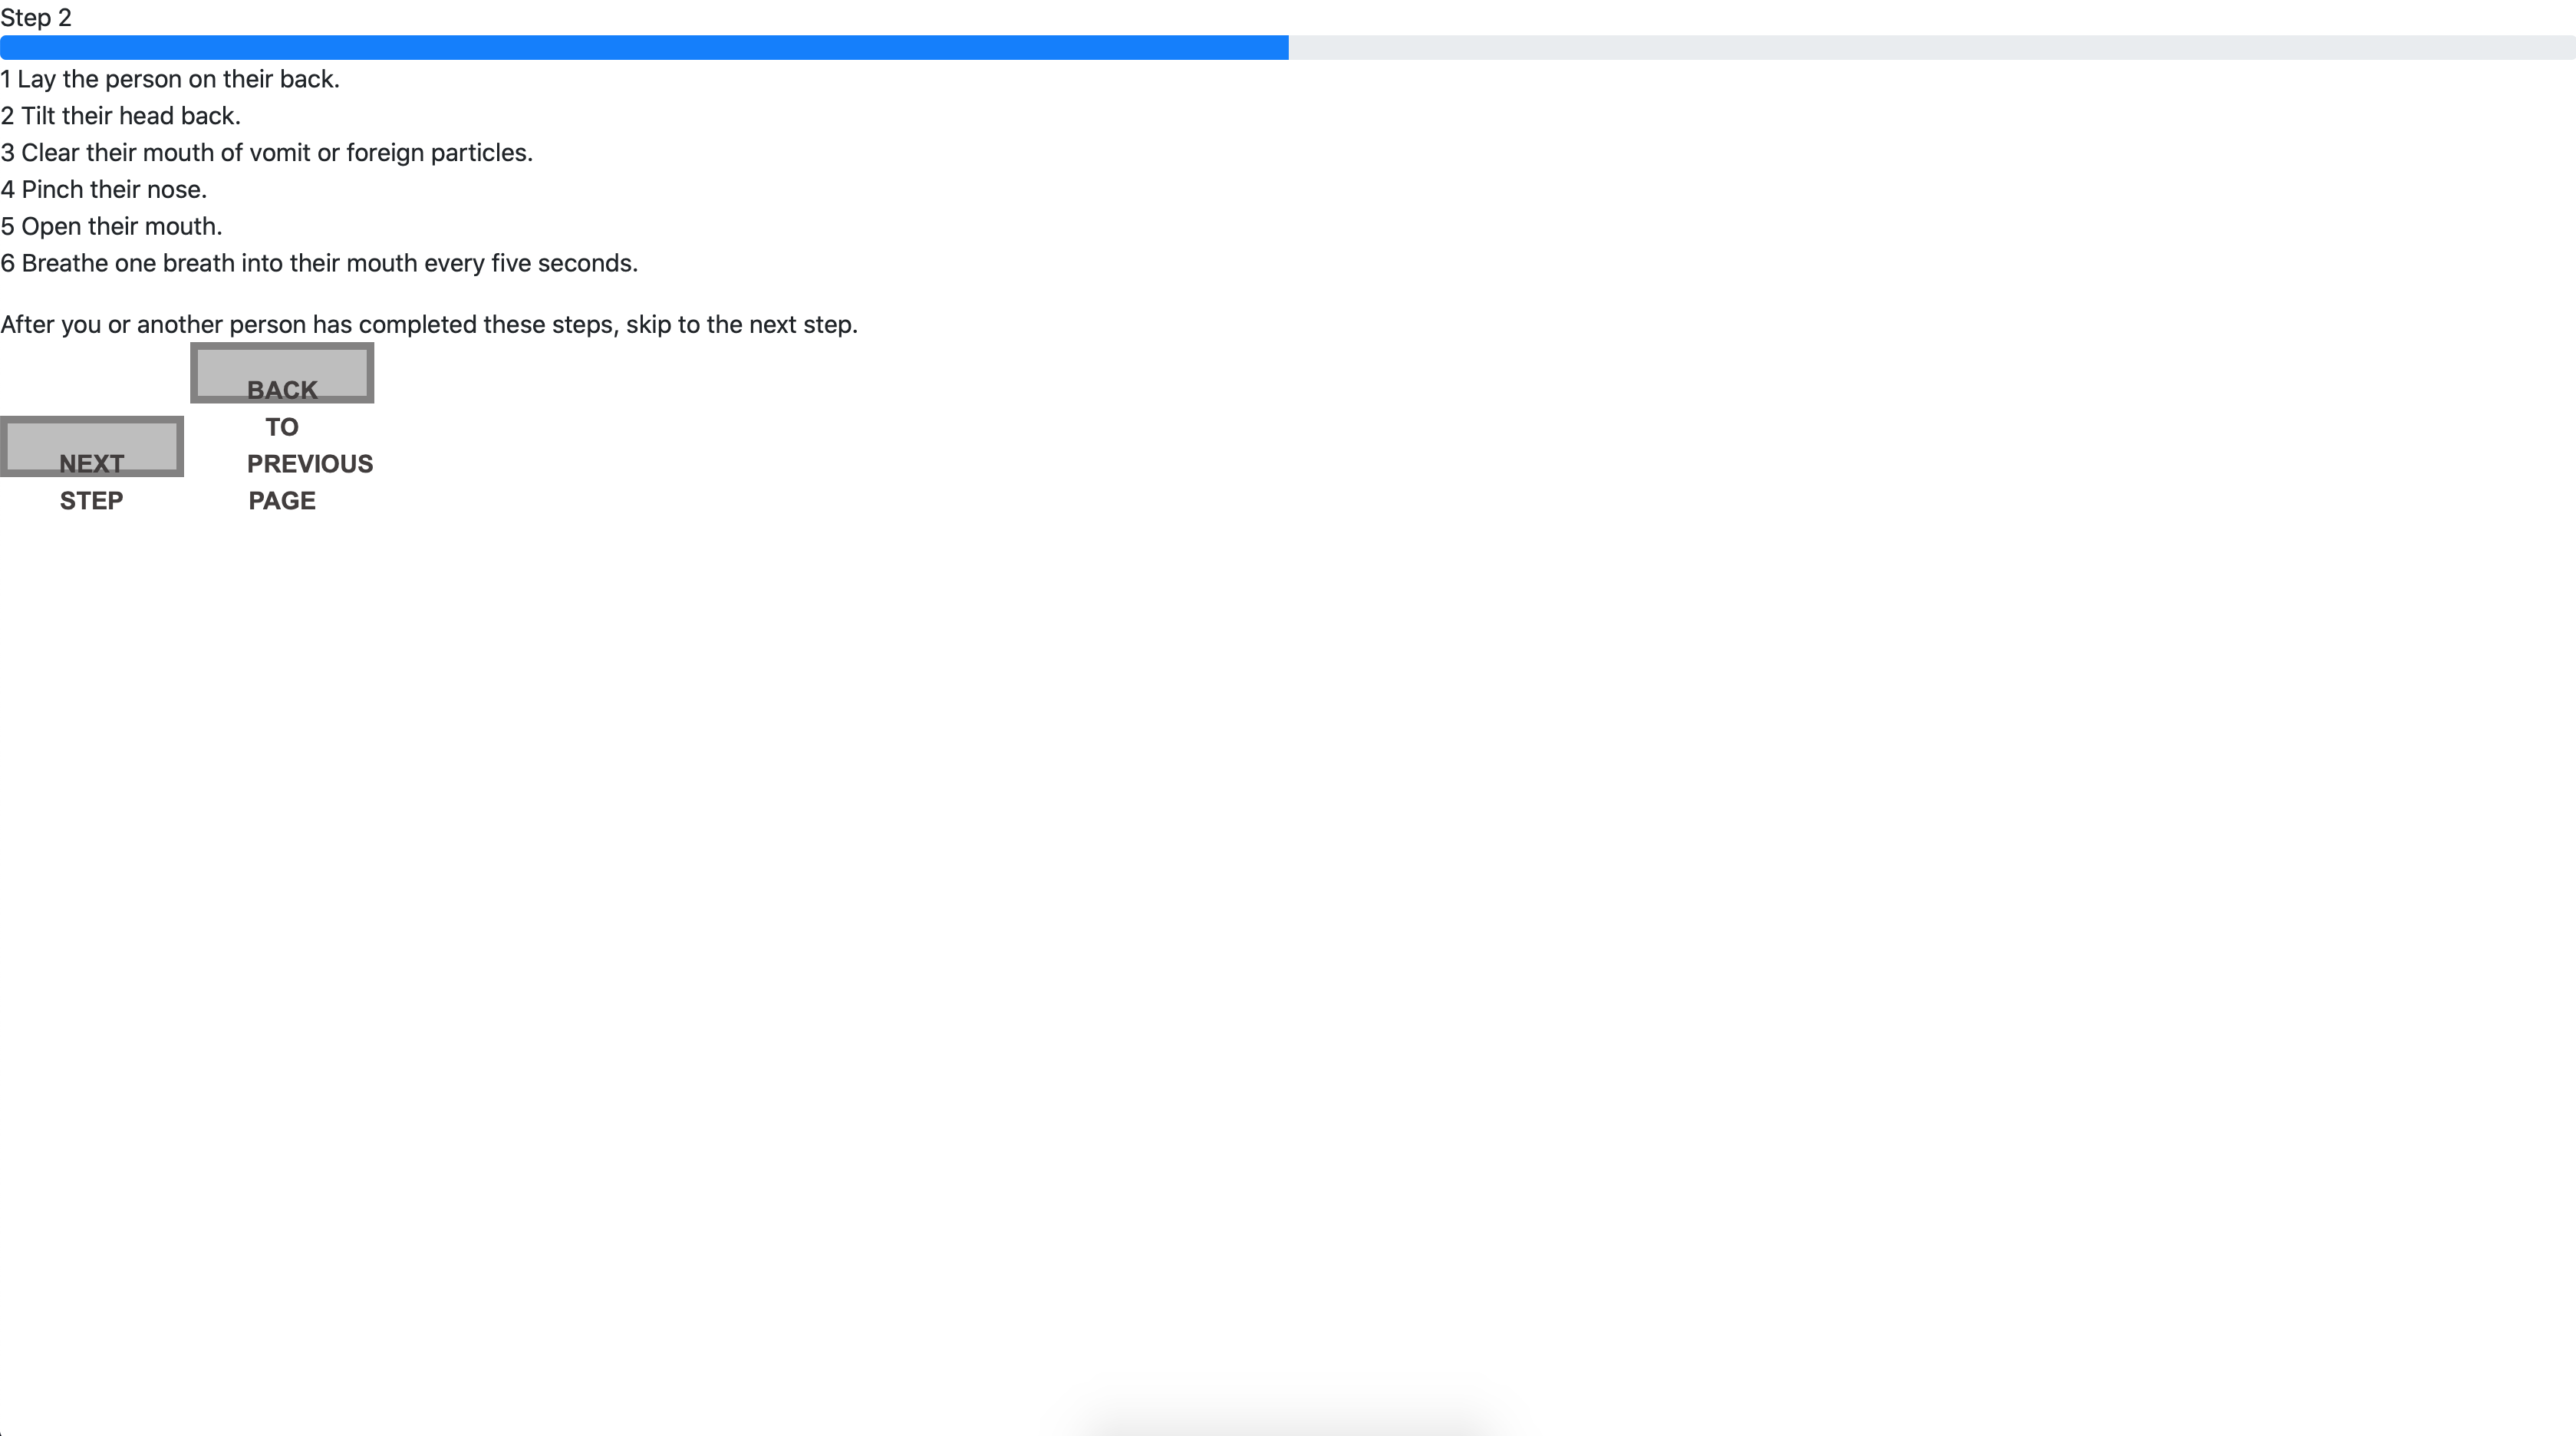 Step 2
1 Lay the person on their back.
2 Tilt their head back.
3 Clear their mouth of vomit or foreign particles.
4 Pinch their nose.
5 Open their mouth.
6 Breathe one breath into their mouth every five seconds.
After you or another person has completed these steps, skip to the next step.
NEXT
STEP
BACK
TO
PREVIOUS
PAGE